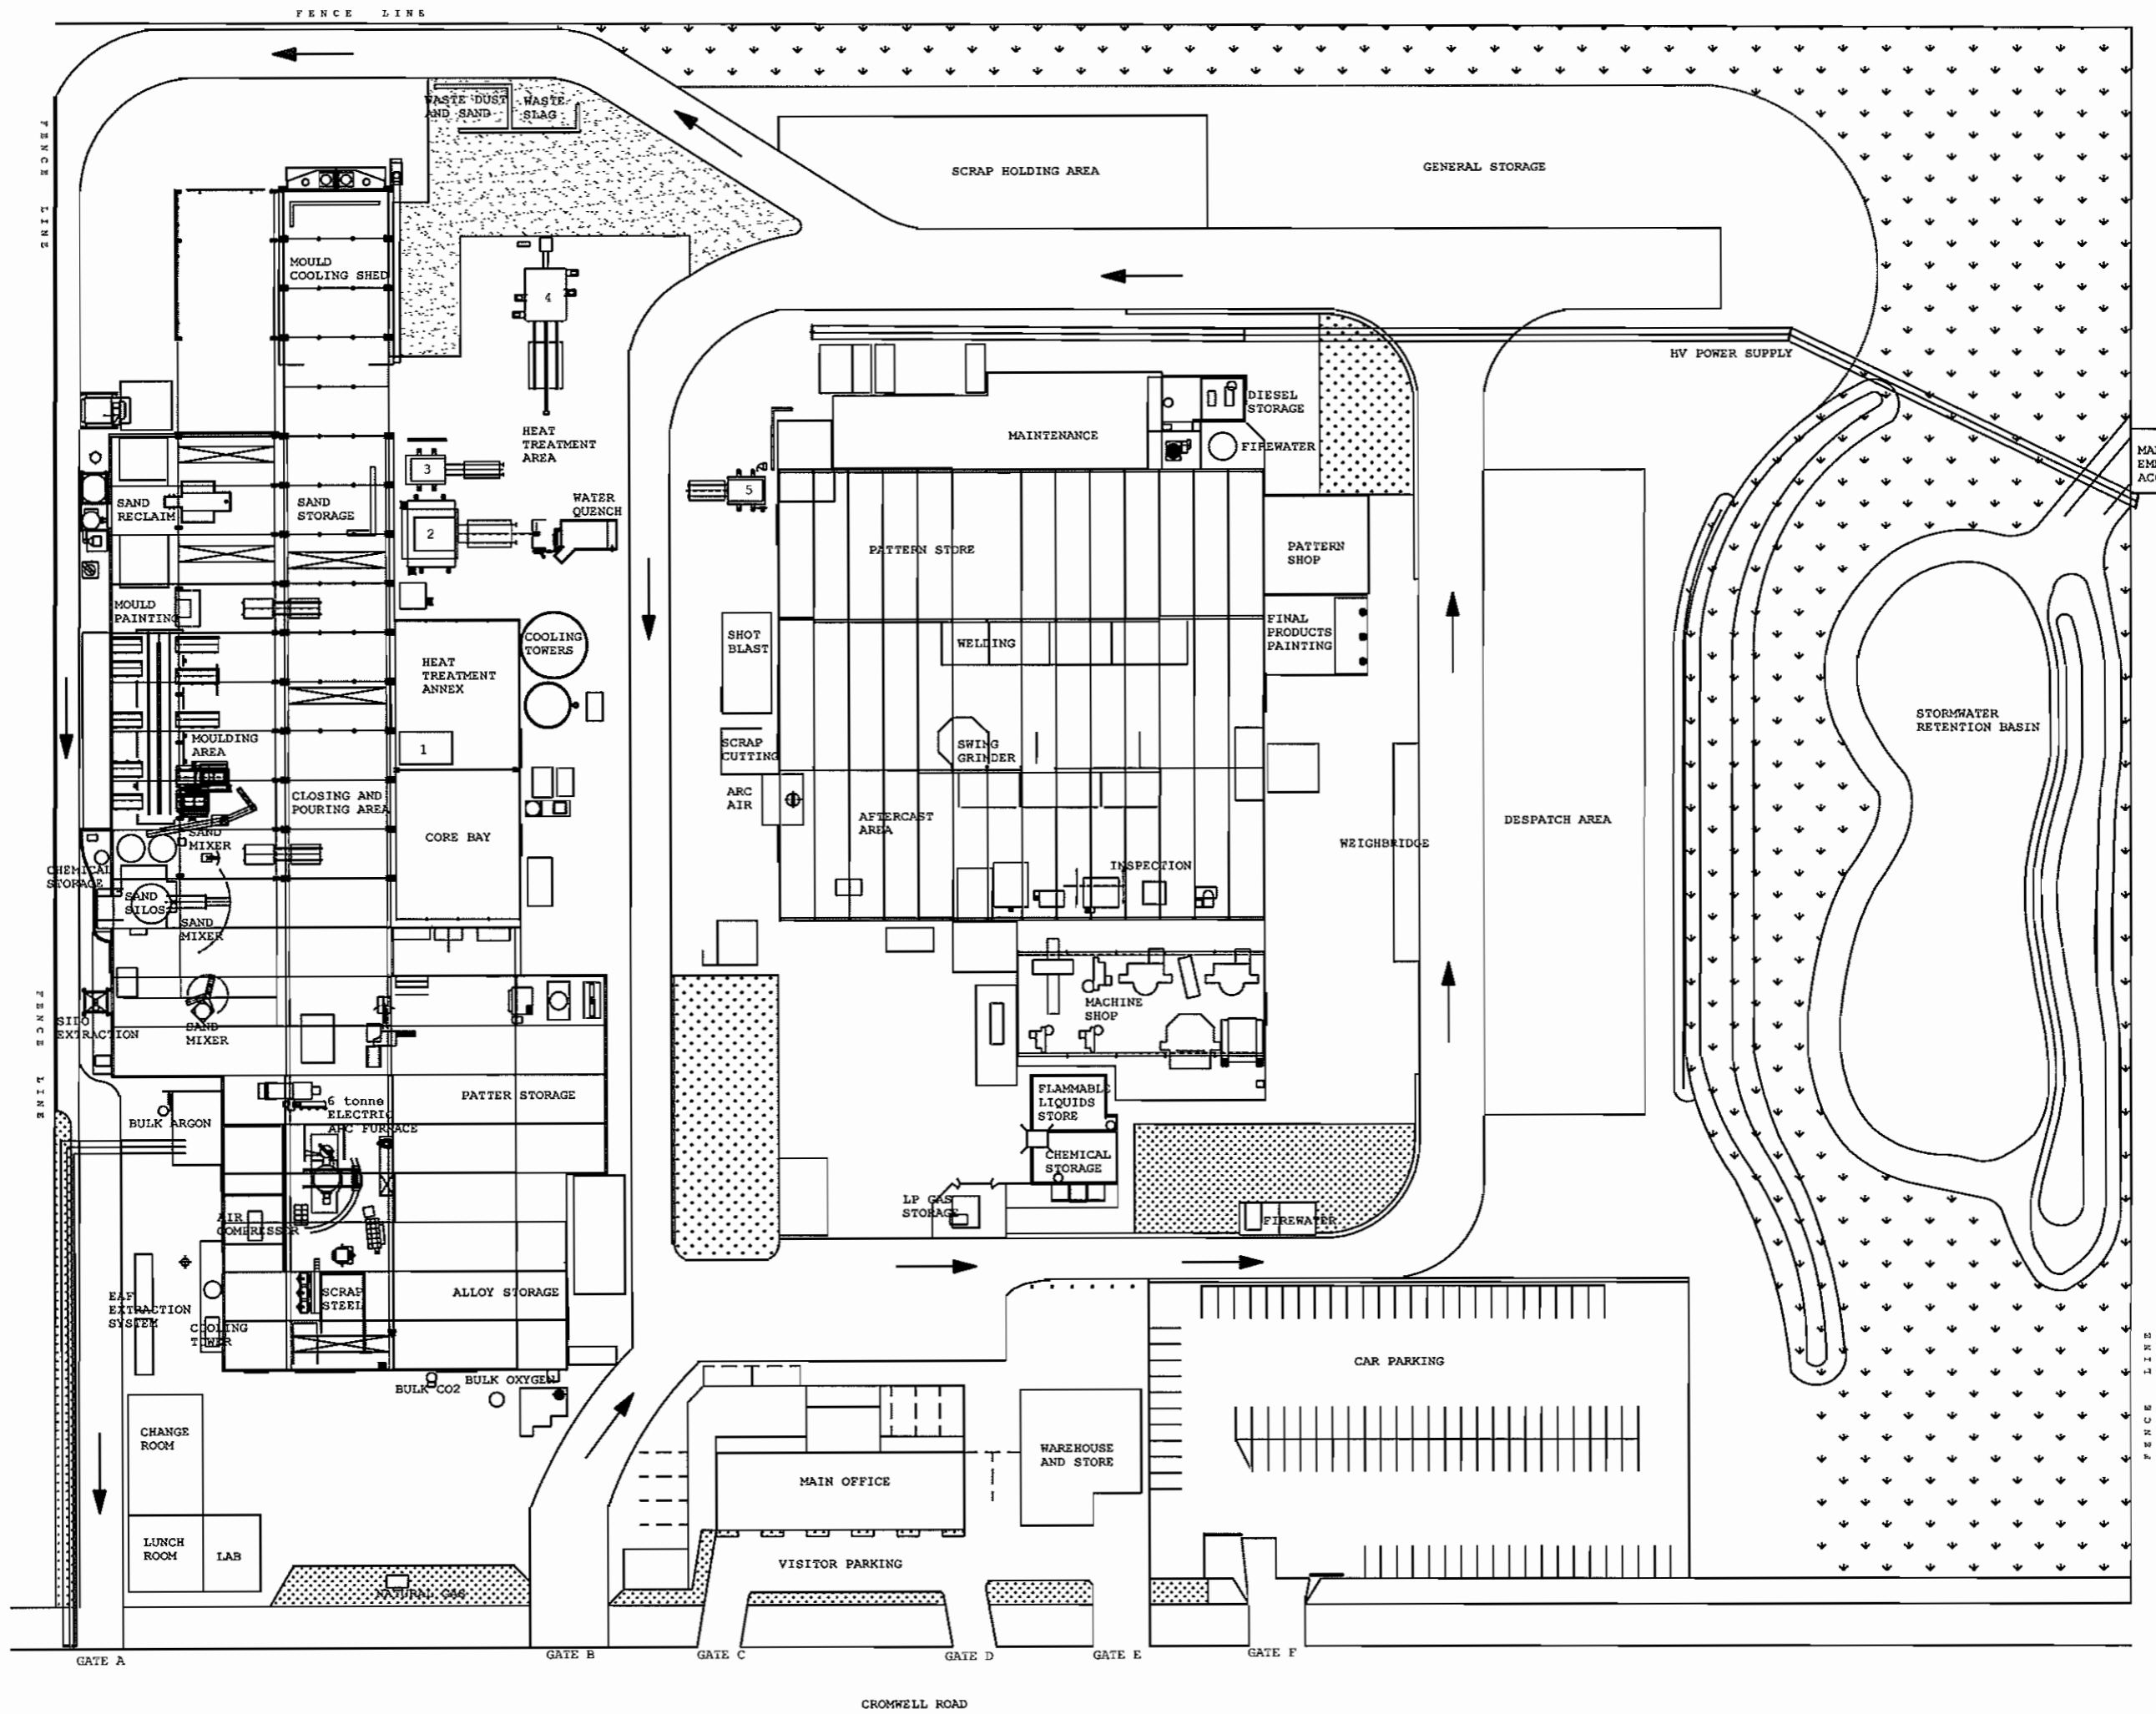 FENCE LINE
FENCE LINE
WASTE DUST
AND SAND
WASTE
SLAG
SCRAP HOLDING AREA
GENERAL STORAGE
MOULD
COOLING SHED
4
HV POWER SUPPLY
DIESEL
STORAGE
HEAT
TREATMENT
AREA
MAINTENANCE
FIREWATER
3
5
SAND
RECLAIM
SAND
STORAGE
WATER
QUENCH
2
PATTERN STORE
PATTERN
SHOP
MOULD
PAINTING
COOLING
TOWERS
SHOT
BLAST
WELDING
FINAL
PRODUCTS
PAINTING
HEAT
TREATMENT
ANNEX
STORMWATER
RETENTION BASIN
MOULDING
AREA
1
SCRAP
CUTTING
SWING
GRINDER
CLOSING AND
POURING AREA
ARC
AIR
AFTERCAST
AREA
DESPATCH AREA
SAND
MIXER
CORE BAY
WEIGHBRIDGE
CHEMICAL
STORAGE
INSPECTION
SAND
SILOS
SAND
MIXER
MACHINE
SHOP
FENCE LINE
SILO
EXTRACTION
SAND
MIXER
PATTER STORAGE
6 tonne
ELECTRIC
ARC FURNACE
FLAMMABLE
LIQUIDS
STORE
BULK ARGON
CHEMICAL
STORAGE
LP GAS
STORAGE
AIR
COMPRESSOR
FIREWATER
EAF
EXTRACTION
SYSTEM
SCRAP
STEEL
ALLOY STORAGE
COOLING
TOWER
CAR PARKING
FENCE LINE
BULK CO2
BULK OXYGEN
CHANGE
ROOM
WAREHOUSE
AND STORE
MAIN OFFICE
LUNCH
ROOM
LAB
VISITOR PARKING
NATURAL GAS
GATE A
GATE B
GATE C
GATE D
GATE E
GATE F
CROMWELL ROAD